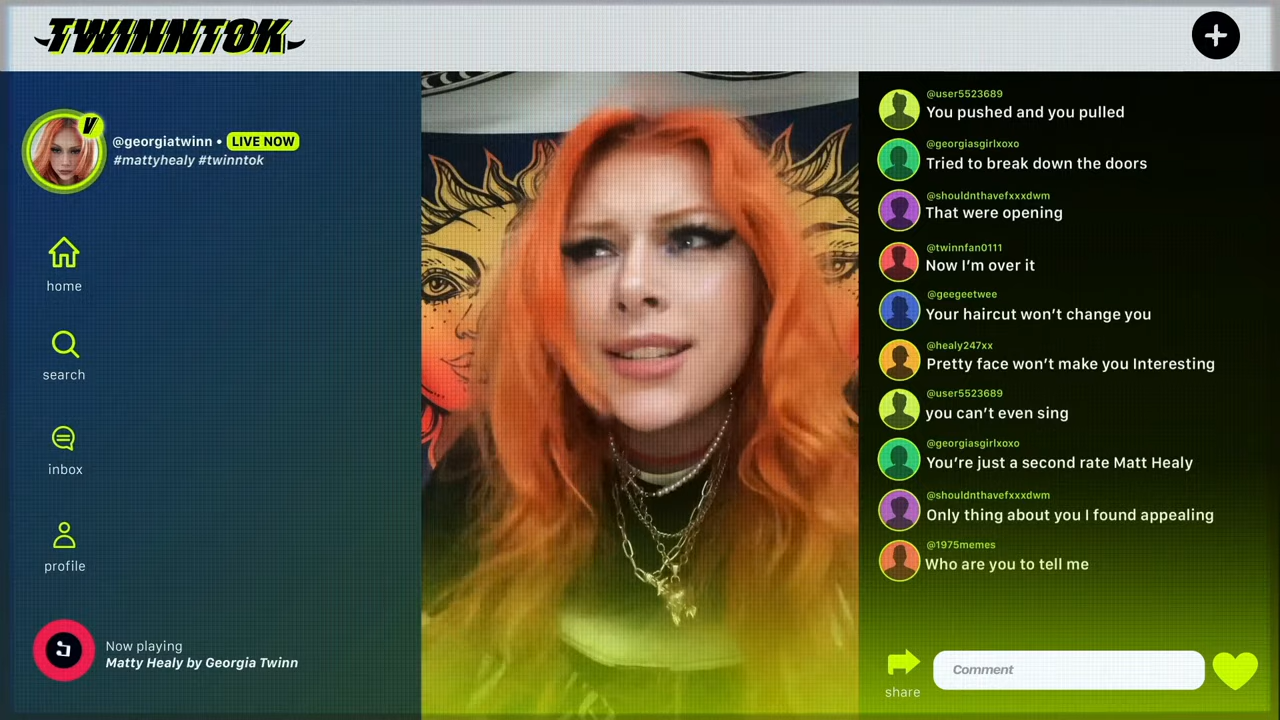 TWINNTOK
V
@georgiatwinn • LIVE NOW
#mattyhealy #twinntok
home
search
inbox
profile
Now playing
Matty Healy by Georgia Twinn
@user5523689
You pushed and you pulled
@georgiasgirlxoxo
Tried to break down the doors
@shouldnthavefxxxdwm
That were opening
@twinnfan0111
Now I'm over it
@geegeetwee
Your haircut won't change you
@healy247xx
Pretty face won't make you Interesting
@user5523689
you can't even sing
@georgiasgirlxoxo
You're just a second rate Matt Healy
@shouldnthavefxxxdwm
Only thing about you I found appealing
@1975memes
Who are you to tell me
share
Comment